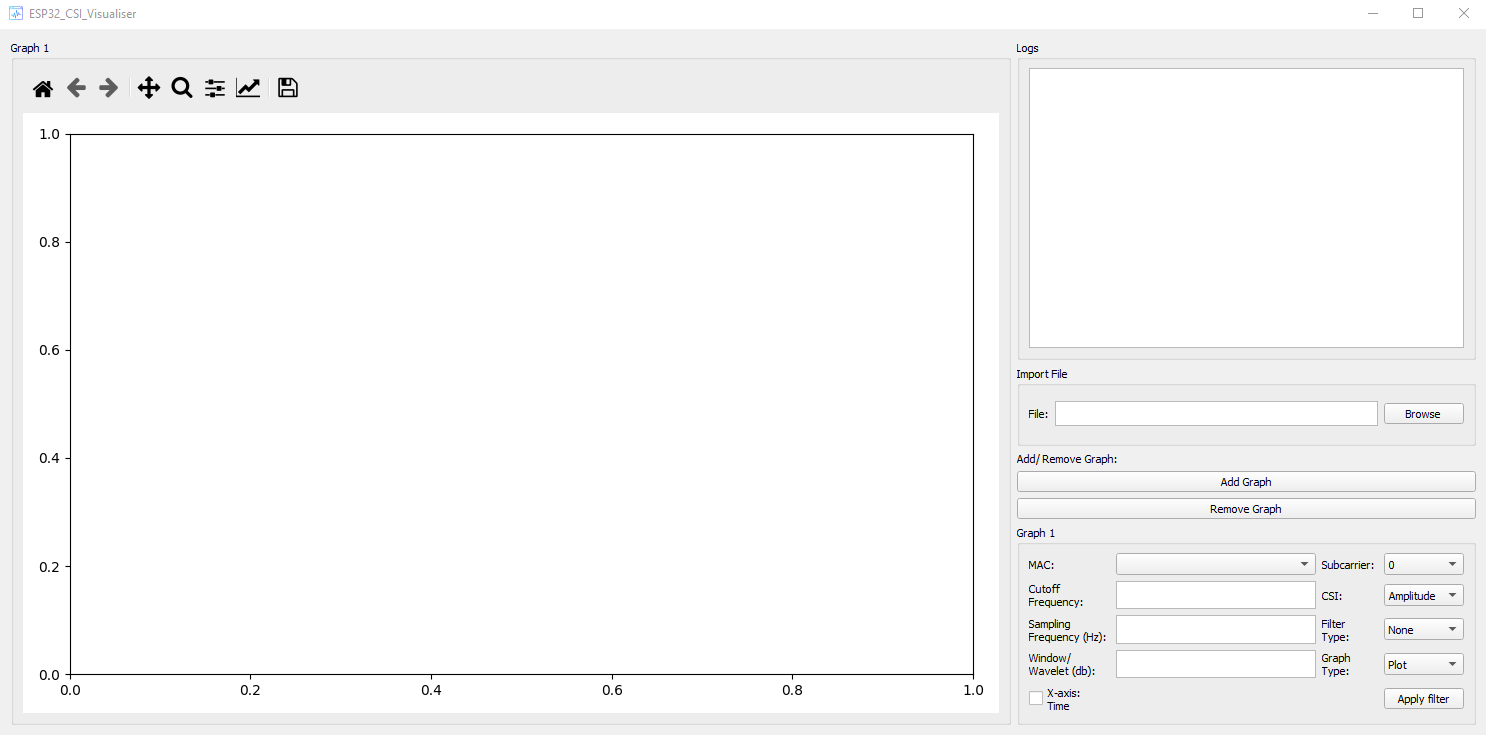 ESP32_CSI_Visualiser
Graph 1
1.0
0.8
0.6
0.4
0.2
0.0
0.0 0.2 0.4 0.6 0.8 1.0
Logs
Import File
File:
Browse
Add/Remove Graph:
Add Graph
Remove Graph
Graph 1
MAC:
Subcarrier: 0
Cutoff
Frequency:
CSI: Amplitude
Sampling
Frequency (Hz):
Filter
Type:
None
Window/
Wavelet (db):
Graph
Type:
Plot
X-axis:
Time
Apply filter